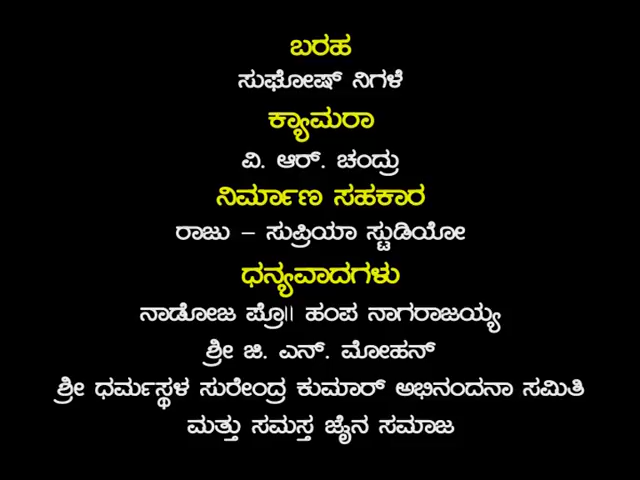 ಬರಹ
ಸುಘೋಷ್ ನಿಗಳೆ
ಕ್ಯಾಮರಾ
ವಿ. ಆರ್. ಚಂದ್ರು
ನಿರ್ಮಾಣ ಸಹಕಾರ
ರಾಜು – ಸುಪ್ರಿಯಾ ಸ್ಟುಡಿಯೋ
ಧನ್ಯವಾದಗಳು
ನಾಡೋಜ ಪ್ರೊ॥ ಹಂಪ ನಾಗರಾಜಯ್ಯ
ಶ್ರೀ ಜಿ. ಎನ್. ಮೋಹನ್
ಶ್ರೀ ಧರ್ಮಸ್ಥಳ ಸುರೇಂದ್ರ ಕುಮಾರ್ ಅಭಿನಂದನಾ ಸಮಿತಿ
ಮತ್ತು ಸಮಸ್ತ ಜೈನ ಸಮಾಜ